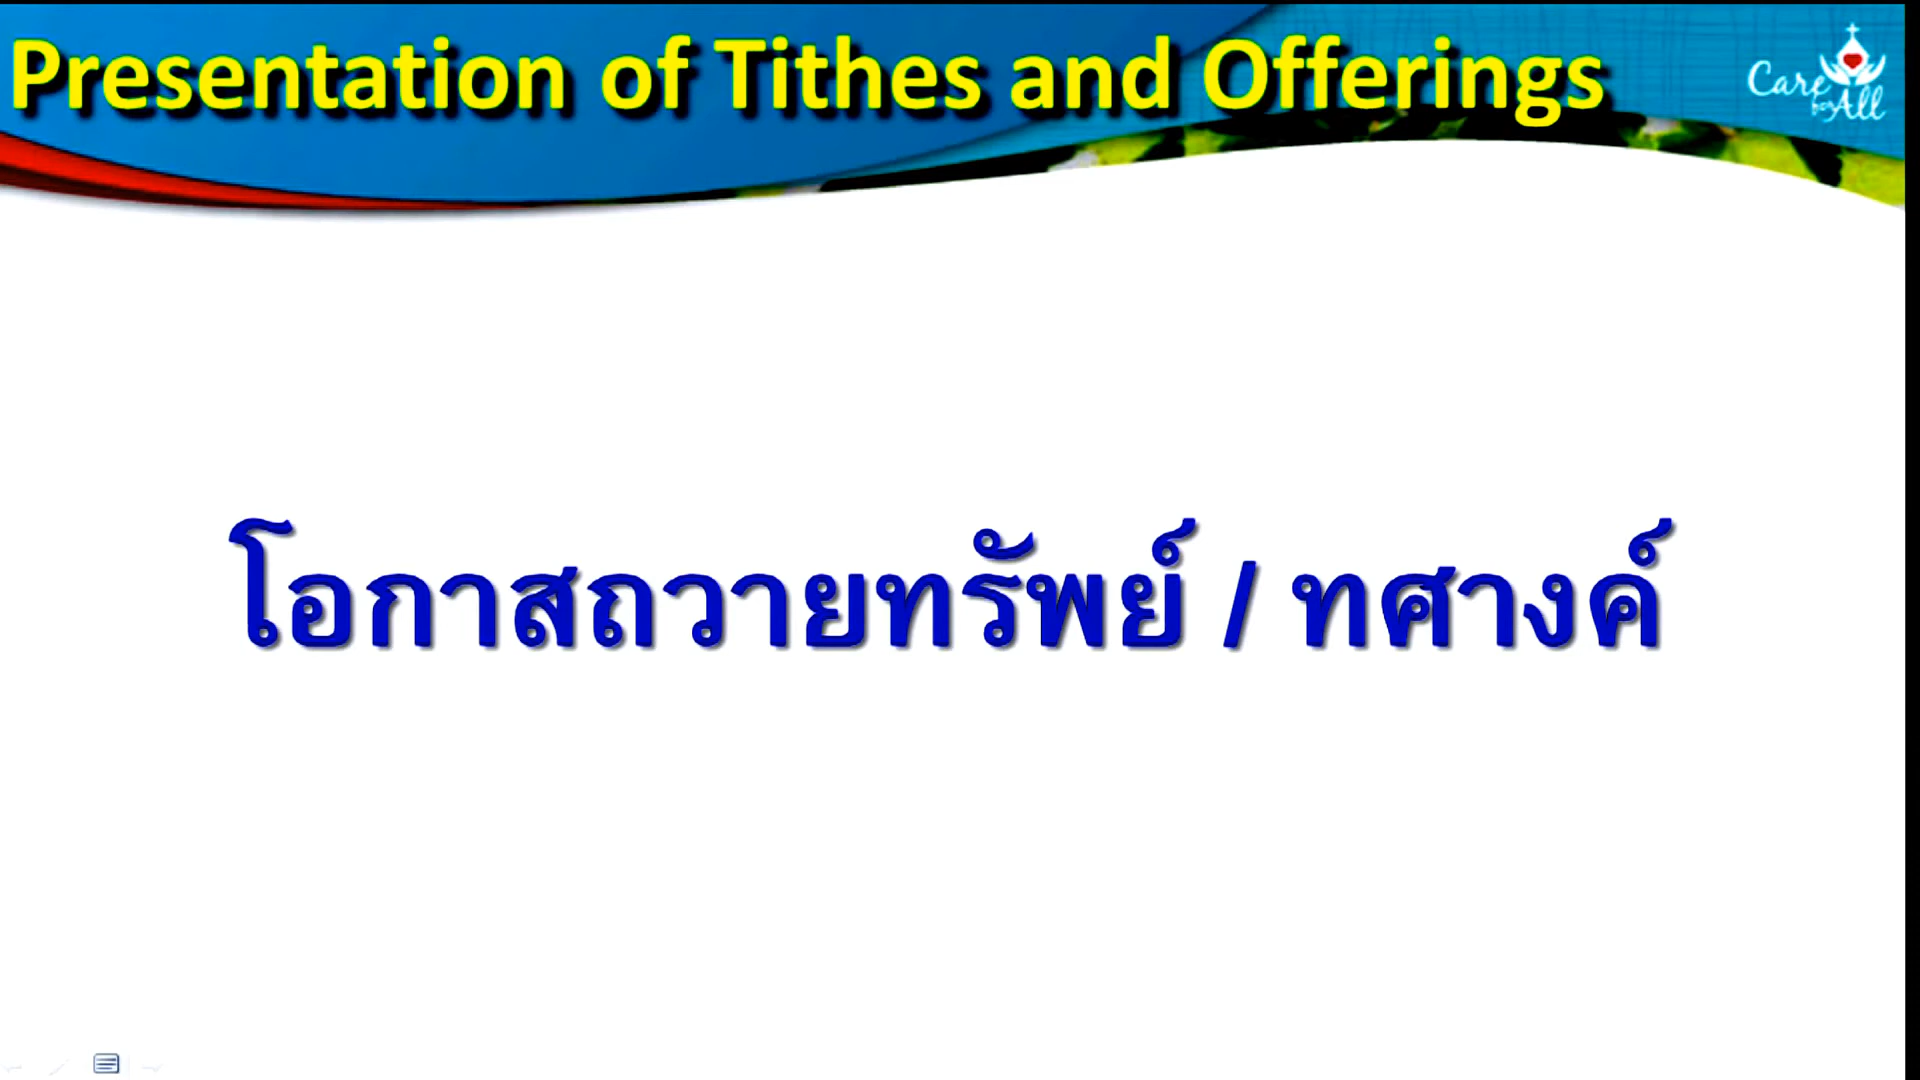 Presentation of Tithes and Offerings
Care
for All
โอกาสถวายทรัพย์ / ทศางค์